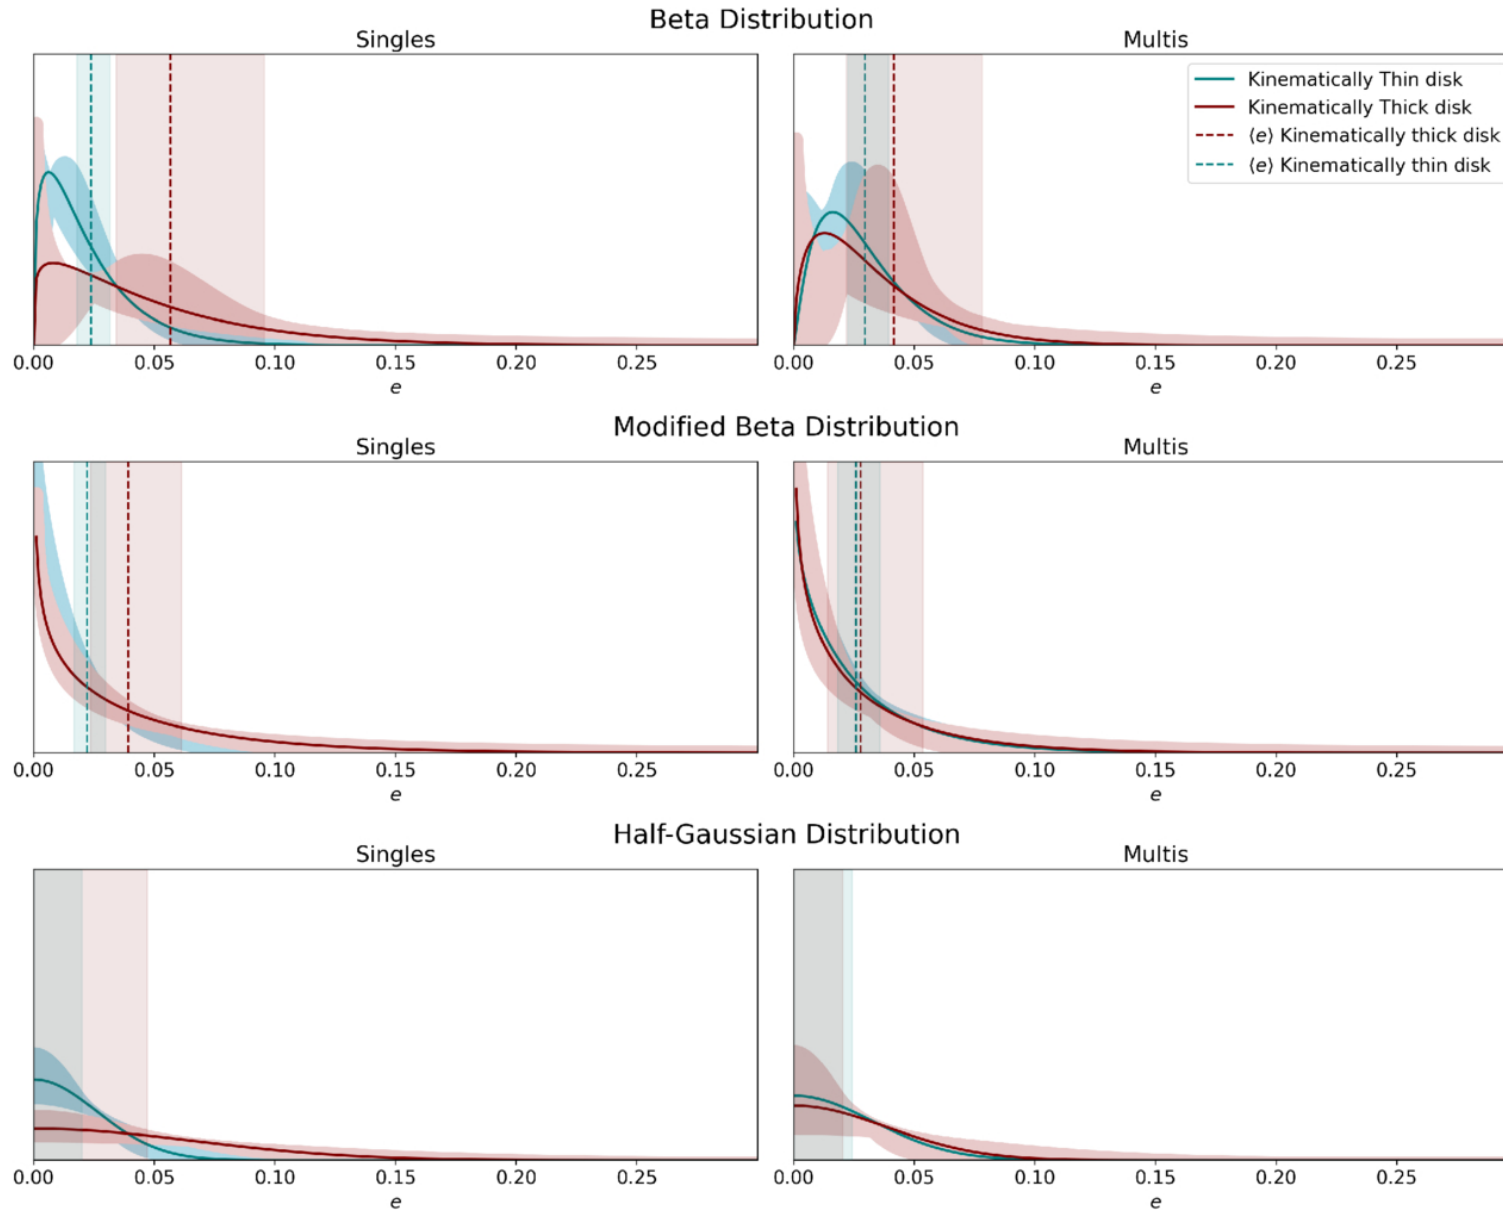 Beta Distribution
Singles
Multis
Kinematically Thin disk
Kinematically Thick disk
⟨e⟩ Kinematically thick disk
⟨e⟩ Kinematically thin disk
0.00 0.05 0.10 0.15 0.20 0.25
e
0.00 0.05 0.10 0.15 0.20 0.25
e
Modified Beta Distribution
Singles
Multis
0.00 0.05 0.10 0.15 0.20 0.25
e
0.00 0.05 0.10 0.15 0.20 0.25
e
Half-Gaussian Distribution
Singles
Multis
0.00 0.05 0.10 0.15 0.20 0.25
e
0.00 0.05 0.10 0.15 0.20 0.25
e